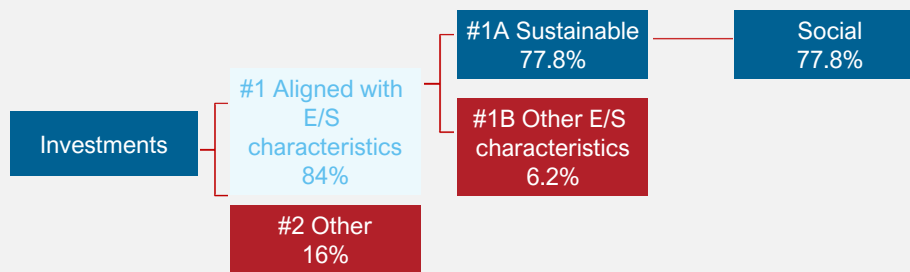 Investments
#1 Aligned with
E/S
characteristics
84%
#2 Other
16%
#1A Sustainable
77.8%
#1B Other E/S
characteristics
6.2%
Social
77.8%